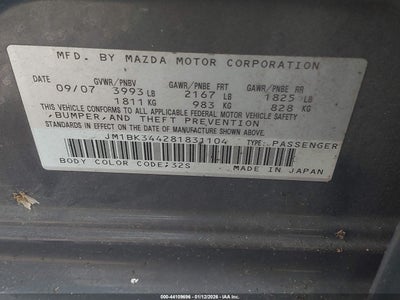 MFD. BY MAZDA MOTOR CORPORATION
DATE GVWR/PNBV GAWR/PNBE FRT GAWR/PNBE RR
09/07 3993 LB 2167 LB 1825 LB
1811 KG 983 KG 828 KG
THIS VEHICLE CONFORMS TO ALL APPLICABLE FEDERAL MOTOR VEHICLE SAFETY
,BUMPER,AND THEFT PREVENTION
STANDARDS IN EFFECT ON THE DATE OF MANUFACTURE SHOWN ABOVE.
JM1BK344281831104 TYPE:PASSENGER
BODY COLOR CODE:32S MADE IN JAPAN
000-44109696 - 01/12/2026 - IAA Inc.